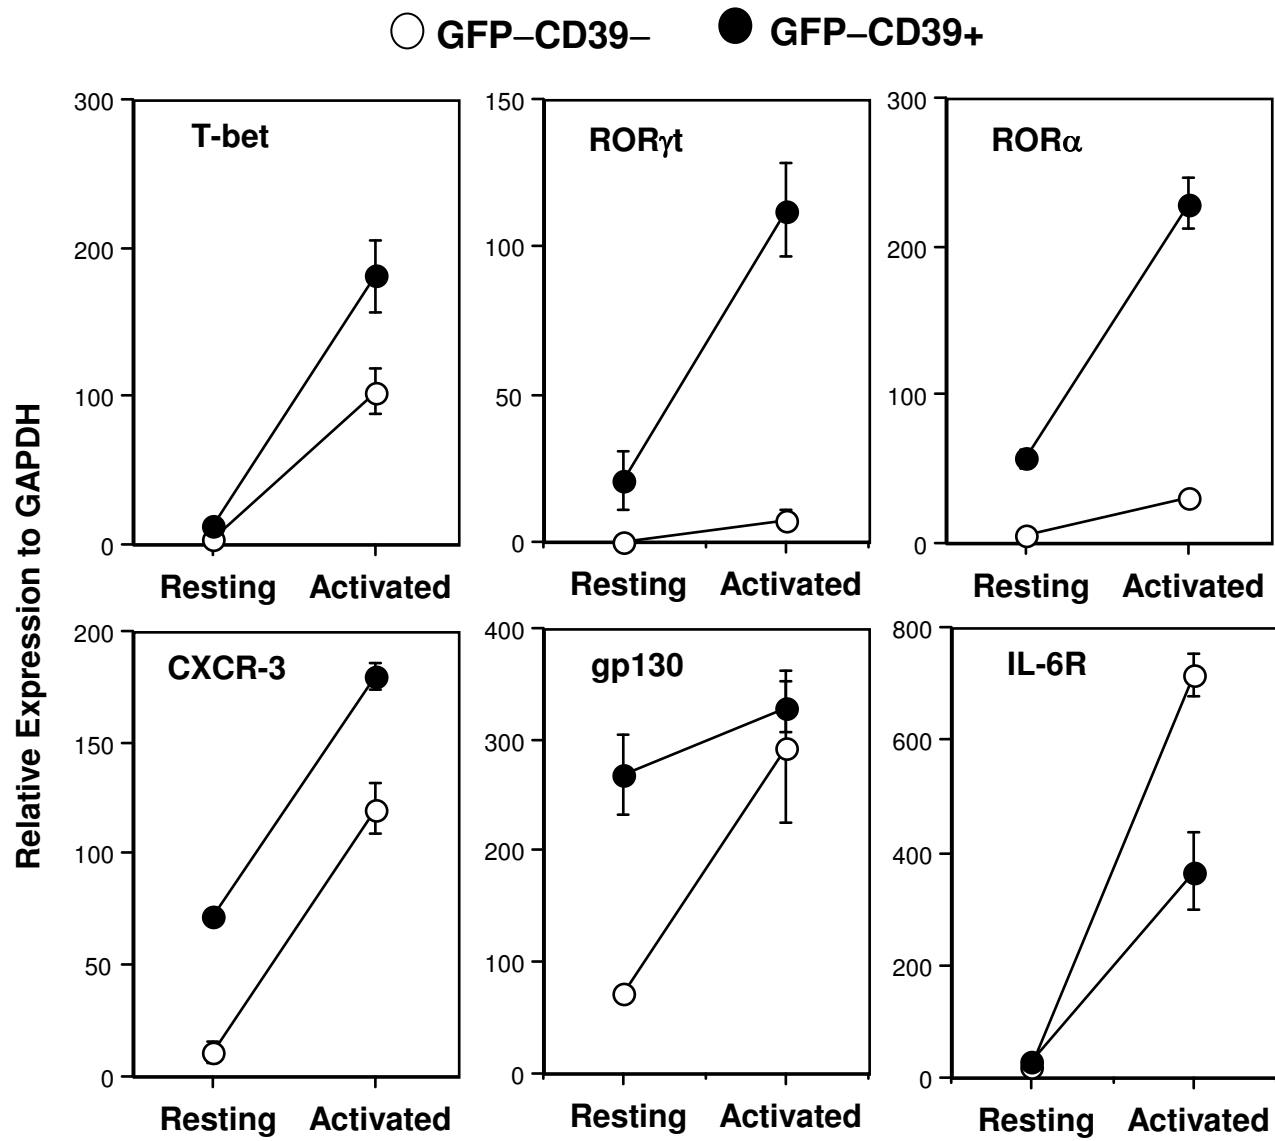 GFP–CD39– GFP–CD39+
Relative Expression to GAPDH
T-bet
300
200
100
0
Resting Activated
RORγt
150
100
50
0
Resting Activated
RORα
300
200
100
0
Resting Activated
CXCR-3
200
150
100
50
0
Resting Activated
gp130
400
300
200
100
0
Resting Activated
IL-6R
800
600
400
200
0
Resting Activated